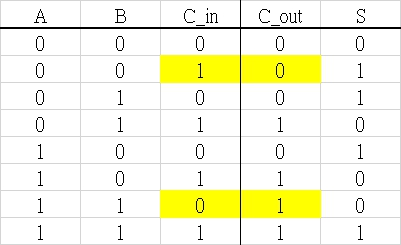 A B C_in C_out S
0 0 0 0 0
0 0 1 0 1
0 1 0 0 1
0 1 1 1 0
1 0 0 0 1
1 0 1 1 0
1 1 0 1 0
1 1 1 1 1